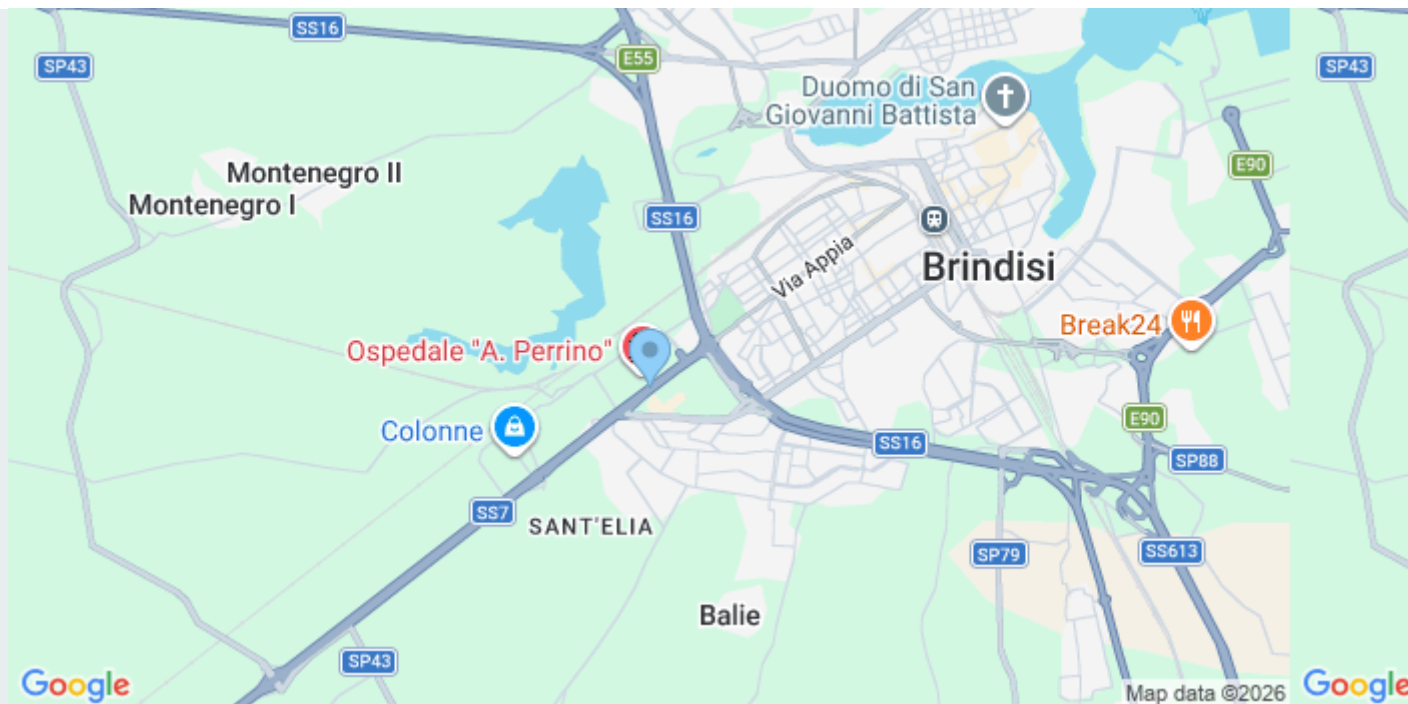 SS16
E55
SP43
SP43
Duomo di San
Giovanni Battista
E90
Montenegro II
Montenegro I
SS16
Via Appia
Brindisi
Break24
Ospedale "A. Perrino"
Colonne
E90
SS16
SP88
SS7
SANT'ELIA
SP79
SS613
Balie
SP43
Google
Map data ©2026
Google